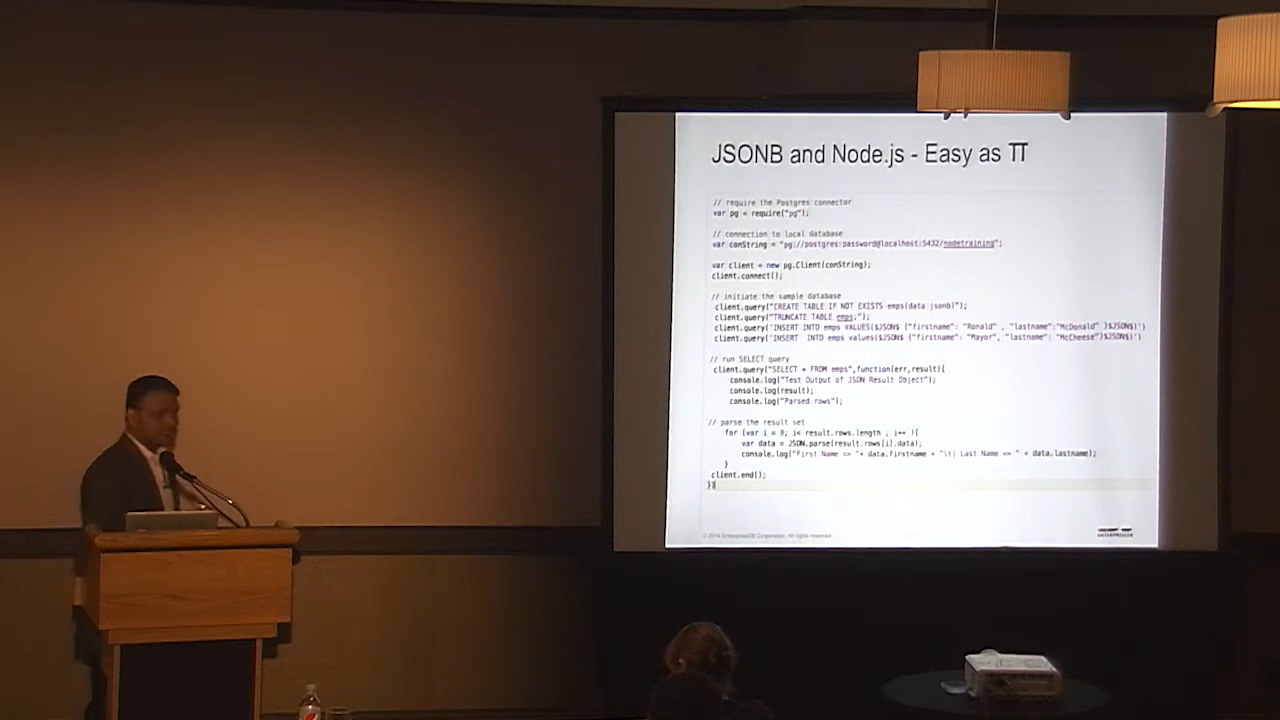 JSONB and Node.js - Easy as π
// require the Postgres connector
var pg = require("pg");
// connection to local database
var conString = "pg://postgres:password@localhost:5432/nodetraining";
var client = new pg.Client(conString);
client.connect();
// initiate the sample database
client.query("CREATE TABLE IF NOT EXISTS emps(data jsonb)");
client.query("TRUNCATE TABLE emps;");
client.query('INSERT INTO emps VALUES($JSON$ {"firstname": "Ronald" , "lastname":"McDonald" }$JSON$)')
client.query('INSERT INTO emps values($JSON$ {"firstname": "Mayor", "lastname": "McCheese"}$JSON$)')
// run SELECT query
client.query("SELECT * FROM emps",function(err,result){
console.log("Test Output of JSON Result Object");
console.log(result);
console.log("Parsed rows");
// parse the result set
for (var i = 0; i< result.rows.length ; i++ ){
var data = JSON.parse(result.rows[i].data);
console.log("First Name => "+ data.firstname + "\t| Last Name => " + data.lastname);
}
client.end();
})
© 2014 EnterpriseDB Corporation. All rights reserved.